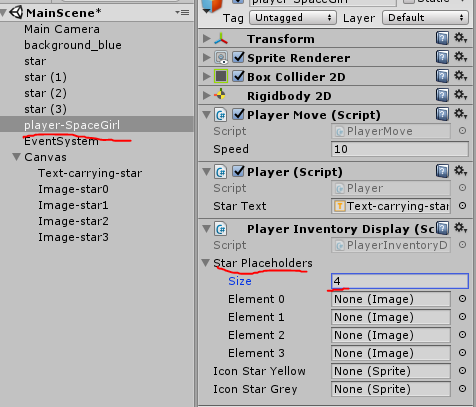 MainScene*
Main Camera
background_blue
star
star (1)
star (2)
star (3)
player-SpaceGirl
EventSystem
Canvas
Text-carrying-star
Image-star0
Image-star1
Image-star2
Image-star3
player-SpaceGirl
Tag Untagged Layer Default
Transform
Sprite Renderer
Box Collider 2D
Rigidbody 2D
Player Move (Script)
Script PlayerMove
Speed 10
Player (Script)
Script Player
Star Text Text-carrying-star
Player Inventory Display (Sc
Script PlayerInventoryD
Star Placeholders
Size 4
Element 0 None (Image)
Element 1 None (Image)
Element 2 None (Image)
Element 3 None (Image)
Icon Star Yellow None (Sprite)
Icon Star Grey None (Sprite)